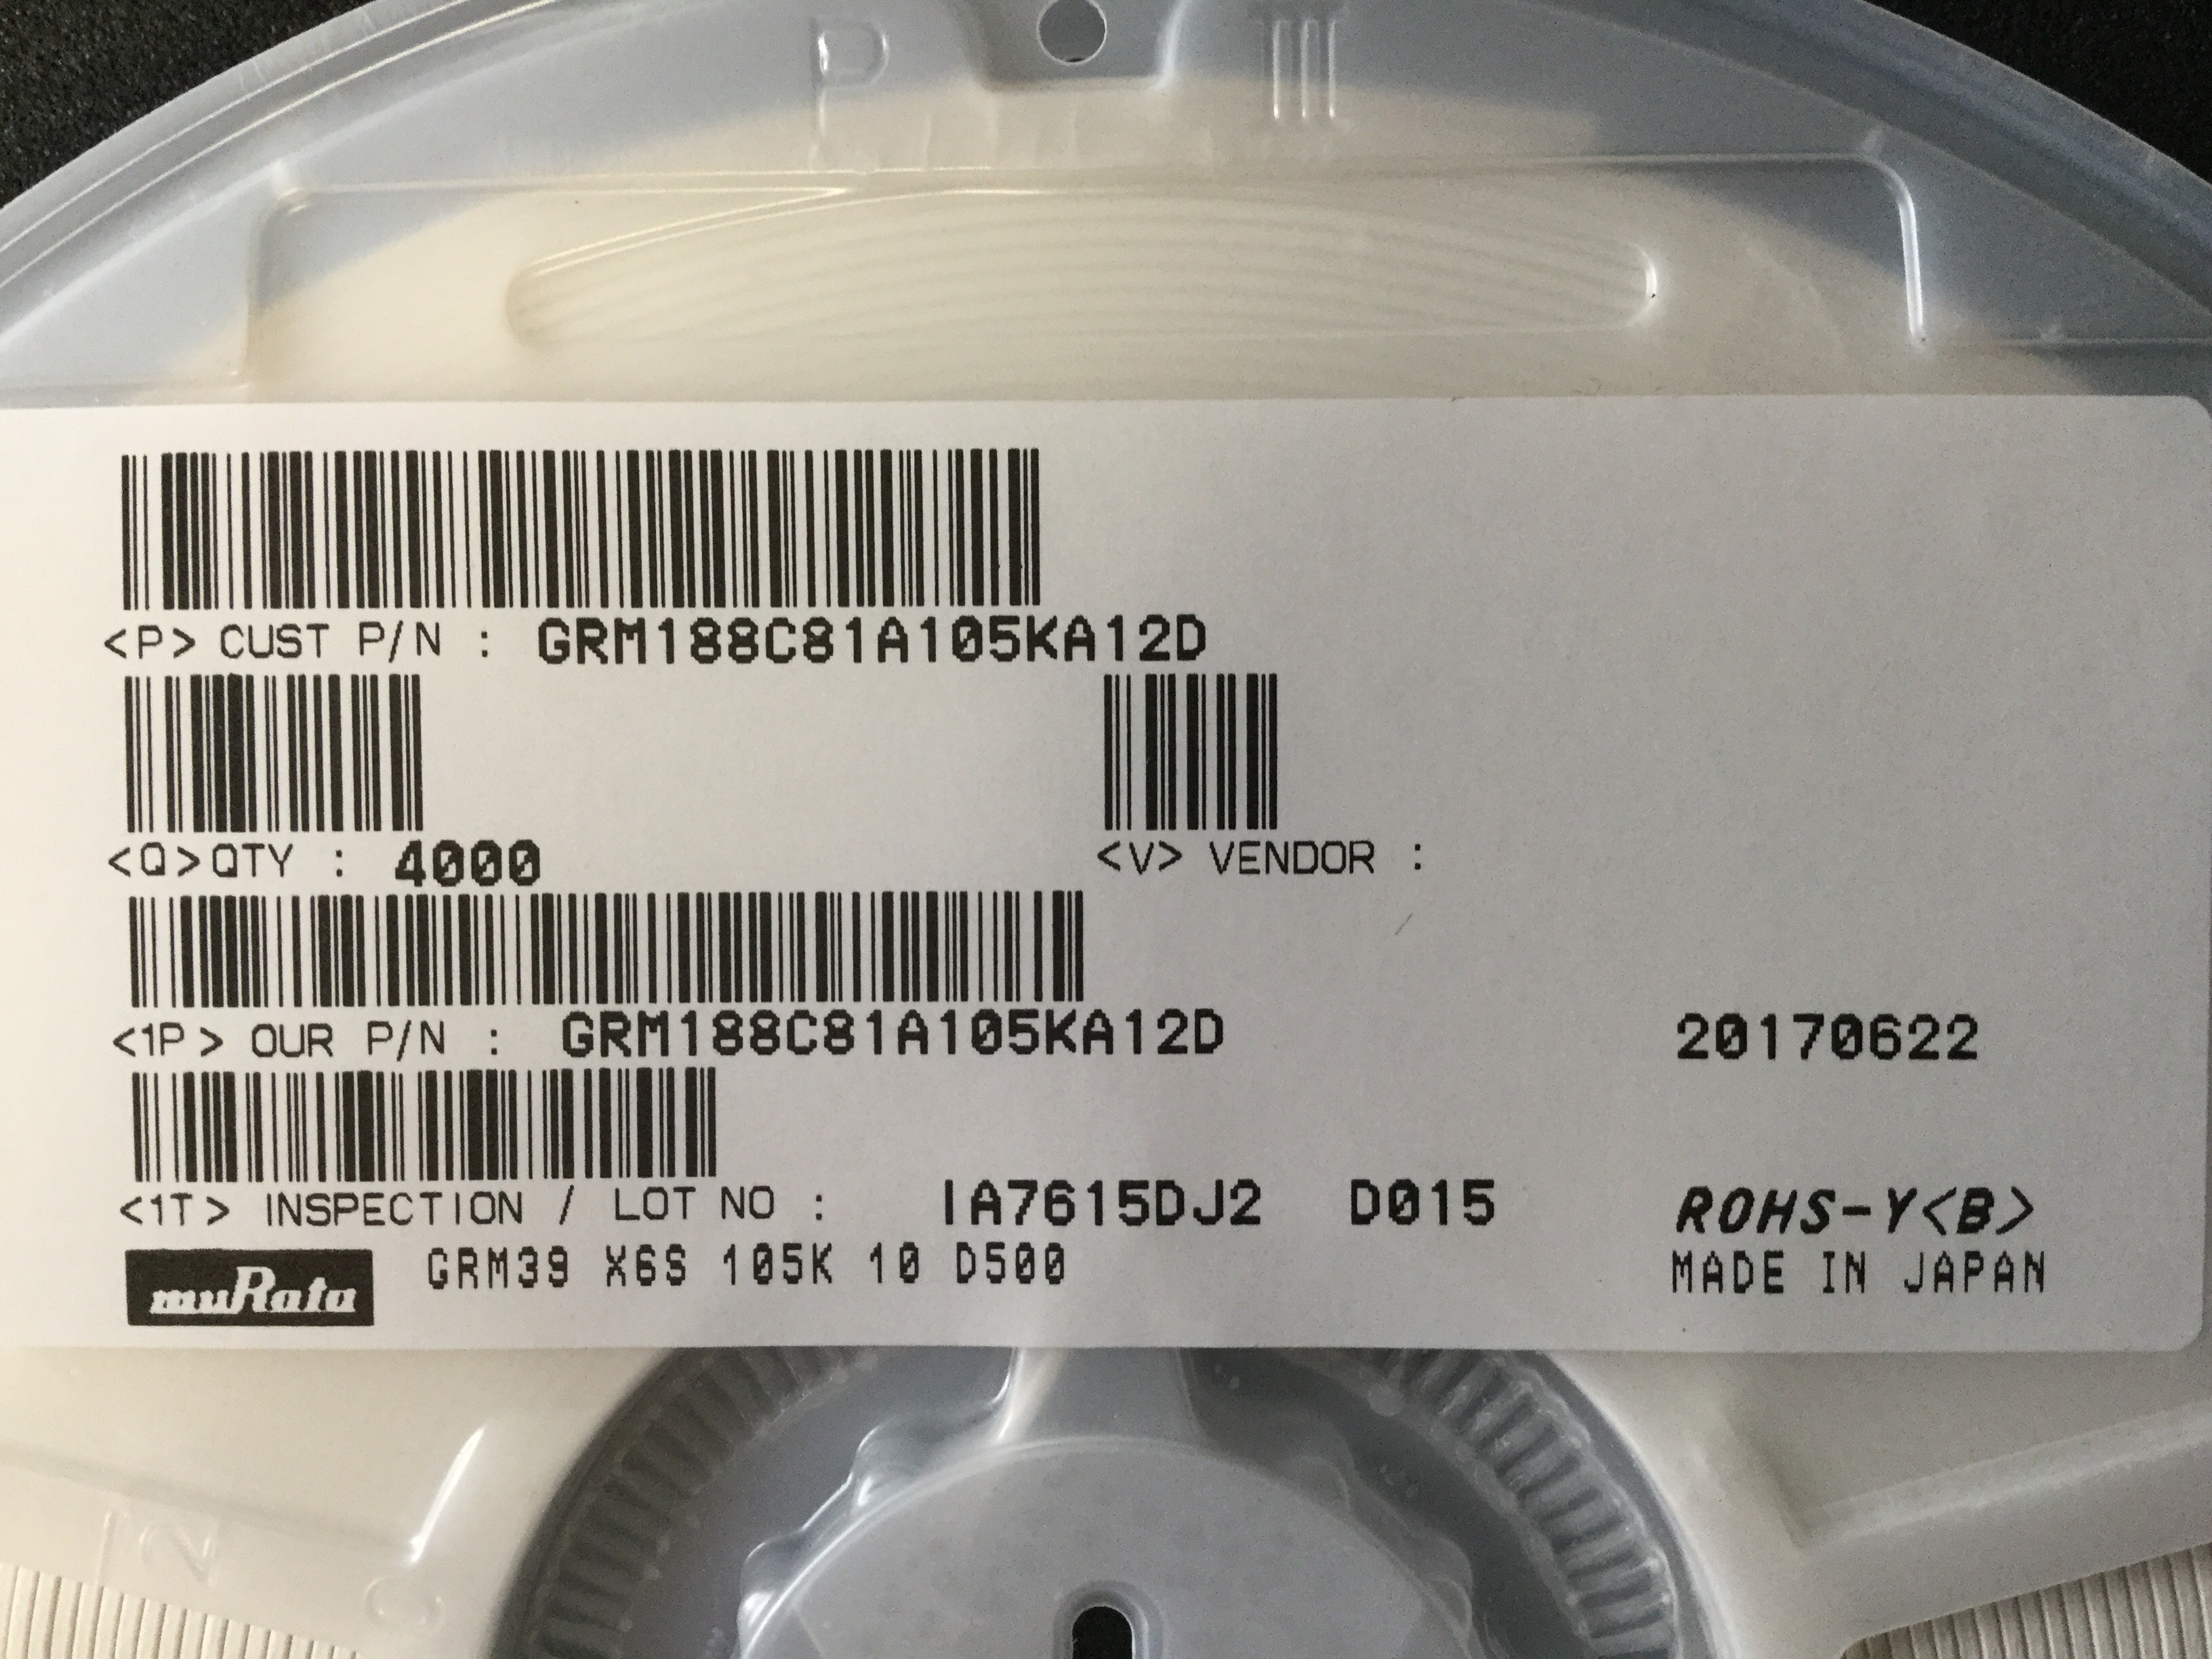 P
<P> CUST P/N : GRM188C81A105KA12D
<Q>QTY : 4000
<V> VENDOR :
<1P> OUR P/N : GRM188C81A105KA12D
20170622
<1T> INSPECTION / LOT NO : IA7615DJ2 D015
ROHS-Y<B>
muRata GRM39 X6S 105K 10 D500
MADE IN JAPAN